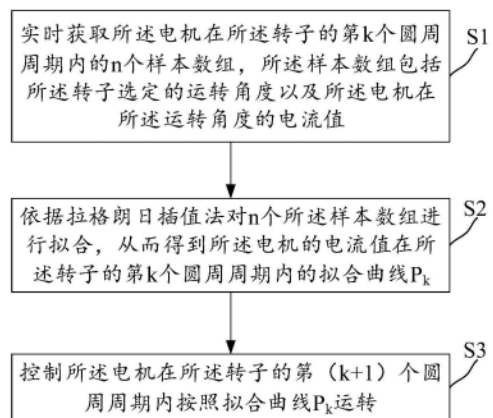 实时获取所述电机在所述转子的第k个圆周
周期内的n个样本数组，所述样本数组包括
所述转子选定的运转角度以及所述电机在
所述运转角度的电流值
S1
依据拉格朗日插值法对n个所述样本数组进
行拟合，从而得到所述电机的电流值在所
述转子的第k个圆周周期内的拟合曲线Pk
S2
控制所述电机在所述转子的第（k+1）个圆
周周期内按照拟合曲线Pk运转
S3